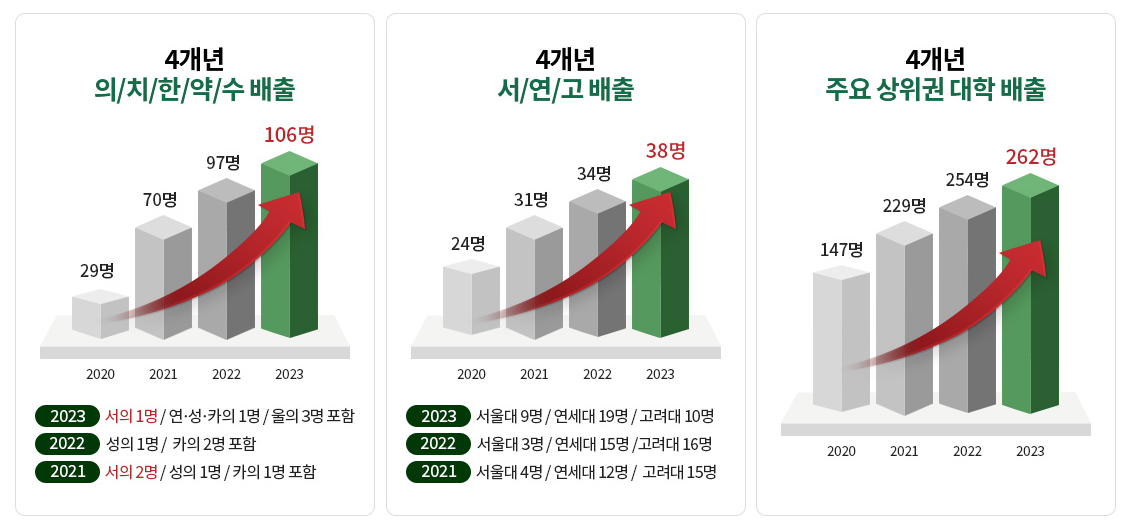 4개년
의/치/한/약/수 배출
106명
97명
70명
29명
2020 2021 2022 2023
2023 서의 1명 / 연·성·카의 1명 / 울의 3명 포함
2022 성의 1명 / 카의 2명 포함
2021 서의 2명 / 성의 1명 / 카의 1명 포함
4개년
서/연/고 배출
38명
34명
31명
24명
2020 2021 2022 2023
2023 서울대 9명 / 연세대 19명 / 고려대 10명
2022 서울대 3명 / 연세대 15명 /고려대 16명
2021 서울대 4명 / 연세대 12명 / 고려대 15명
4개년
주요 상위권 대학 배출
262명
254명
229명
147명
2020 2021 2022 2023